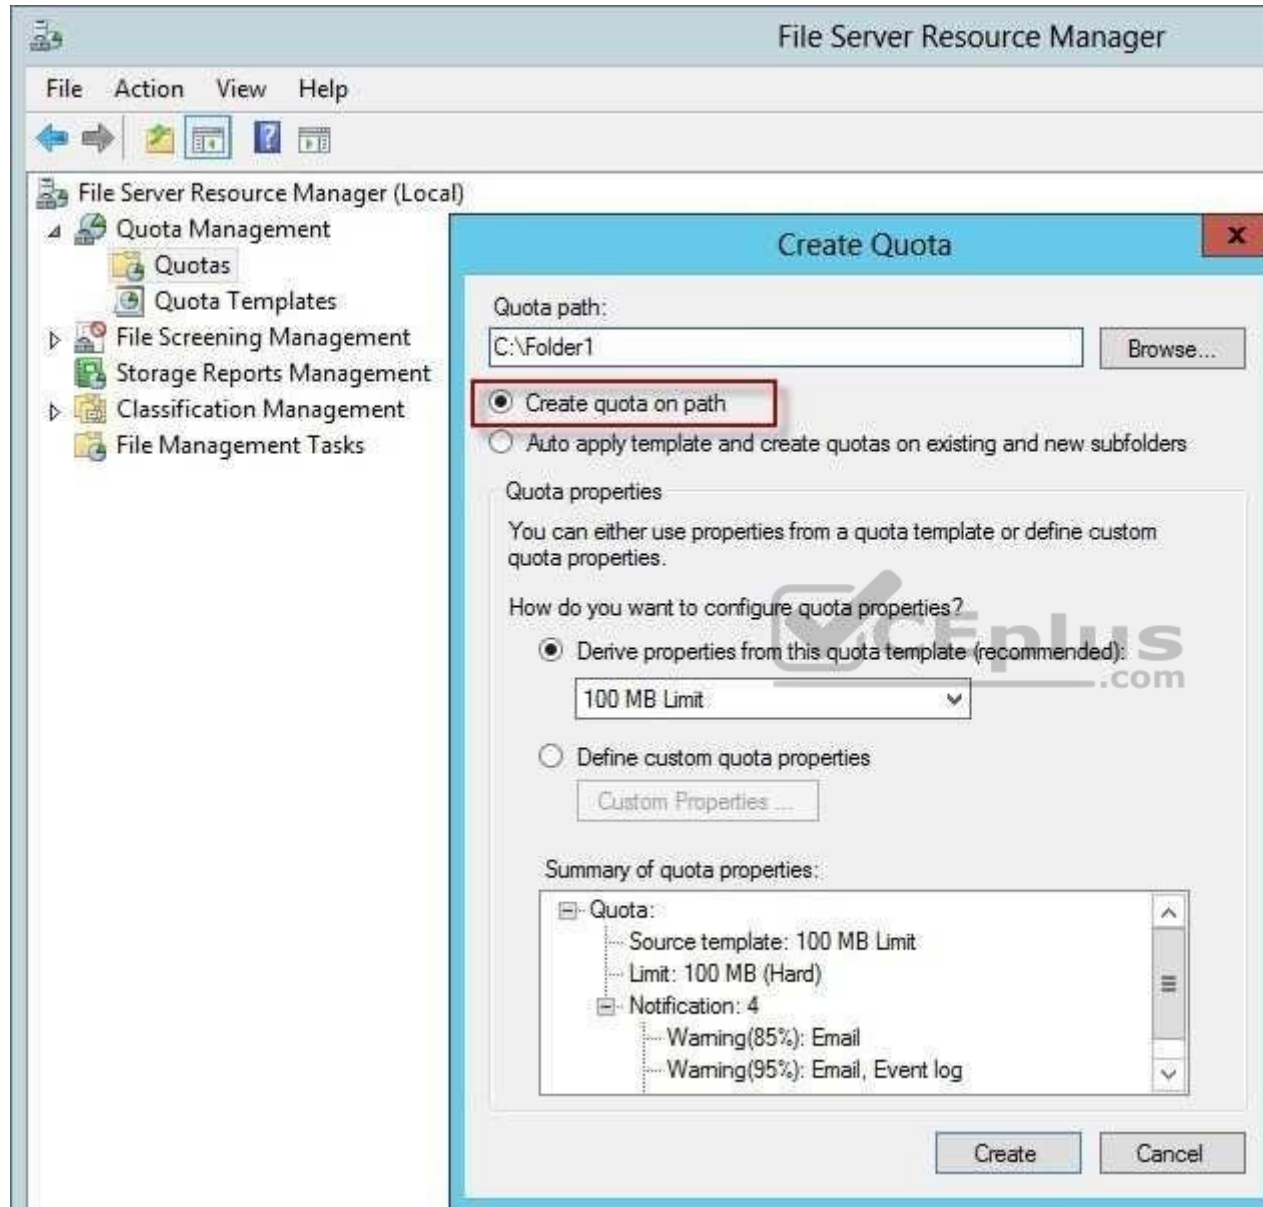 File Server Resource Manager
File Action View Help
File Server Resource Manager (Local)
Quota Management
Quotas
Quota Templates
File Screening Management
Storage Reports Management
Classification Management
File Management Tasks
Create Quota
x
Quota path:
C:\Folder1
Browse...
Create quota on path
Auto apply template and create quotas on existing and new subfolders
Quota properties
You can either use properties from a quota template or define custom
quota properties.
How do you want to configure quota properties?
Derive properties from this quota template (recommended):
100 MB Limit
Define custom quota properties
Custom Properties ...
Summary of quota properties:
Quota:
Source template: 100 MB Limit
Limit: 100 MB (Hard)
Notification: 4
Warning(85%): Email
Warning(95%): Email, Event log
Create Cancel
CEplus
.com